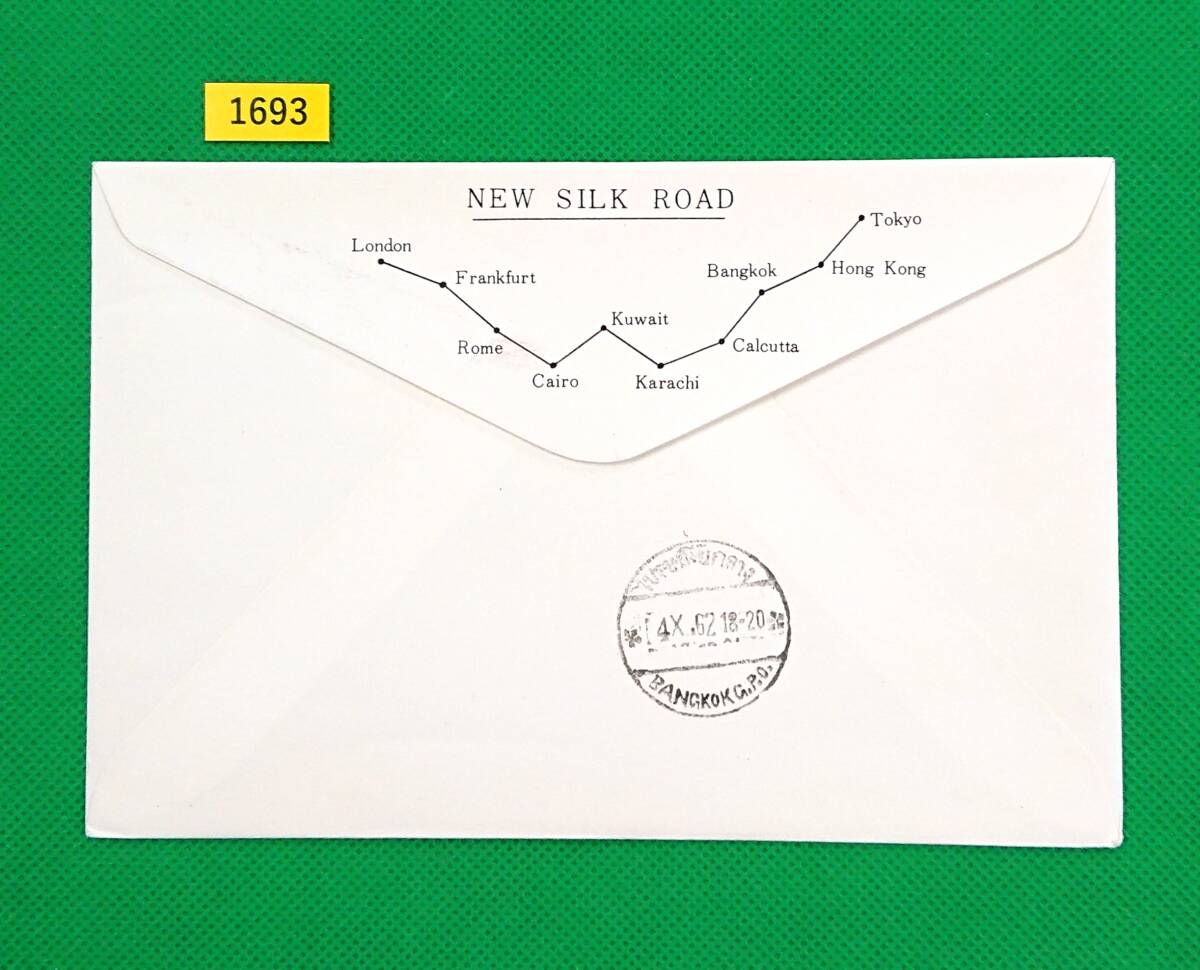 1693
NEW SILK ROAD
London
Frankfurt
Rome
Cairo
Kuwait
Karachi
Calcutta
Bangkok
Hong Kong
Tokyo
4X .62 18-20
BANGKOK G.P.O.